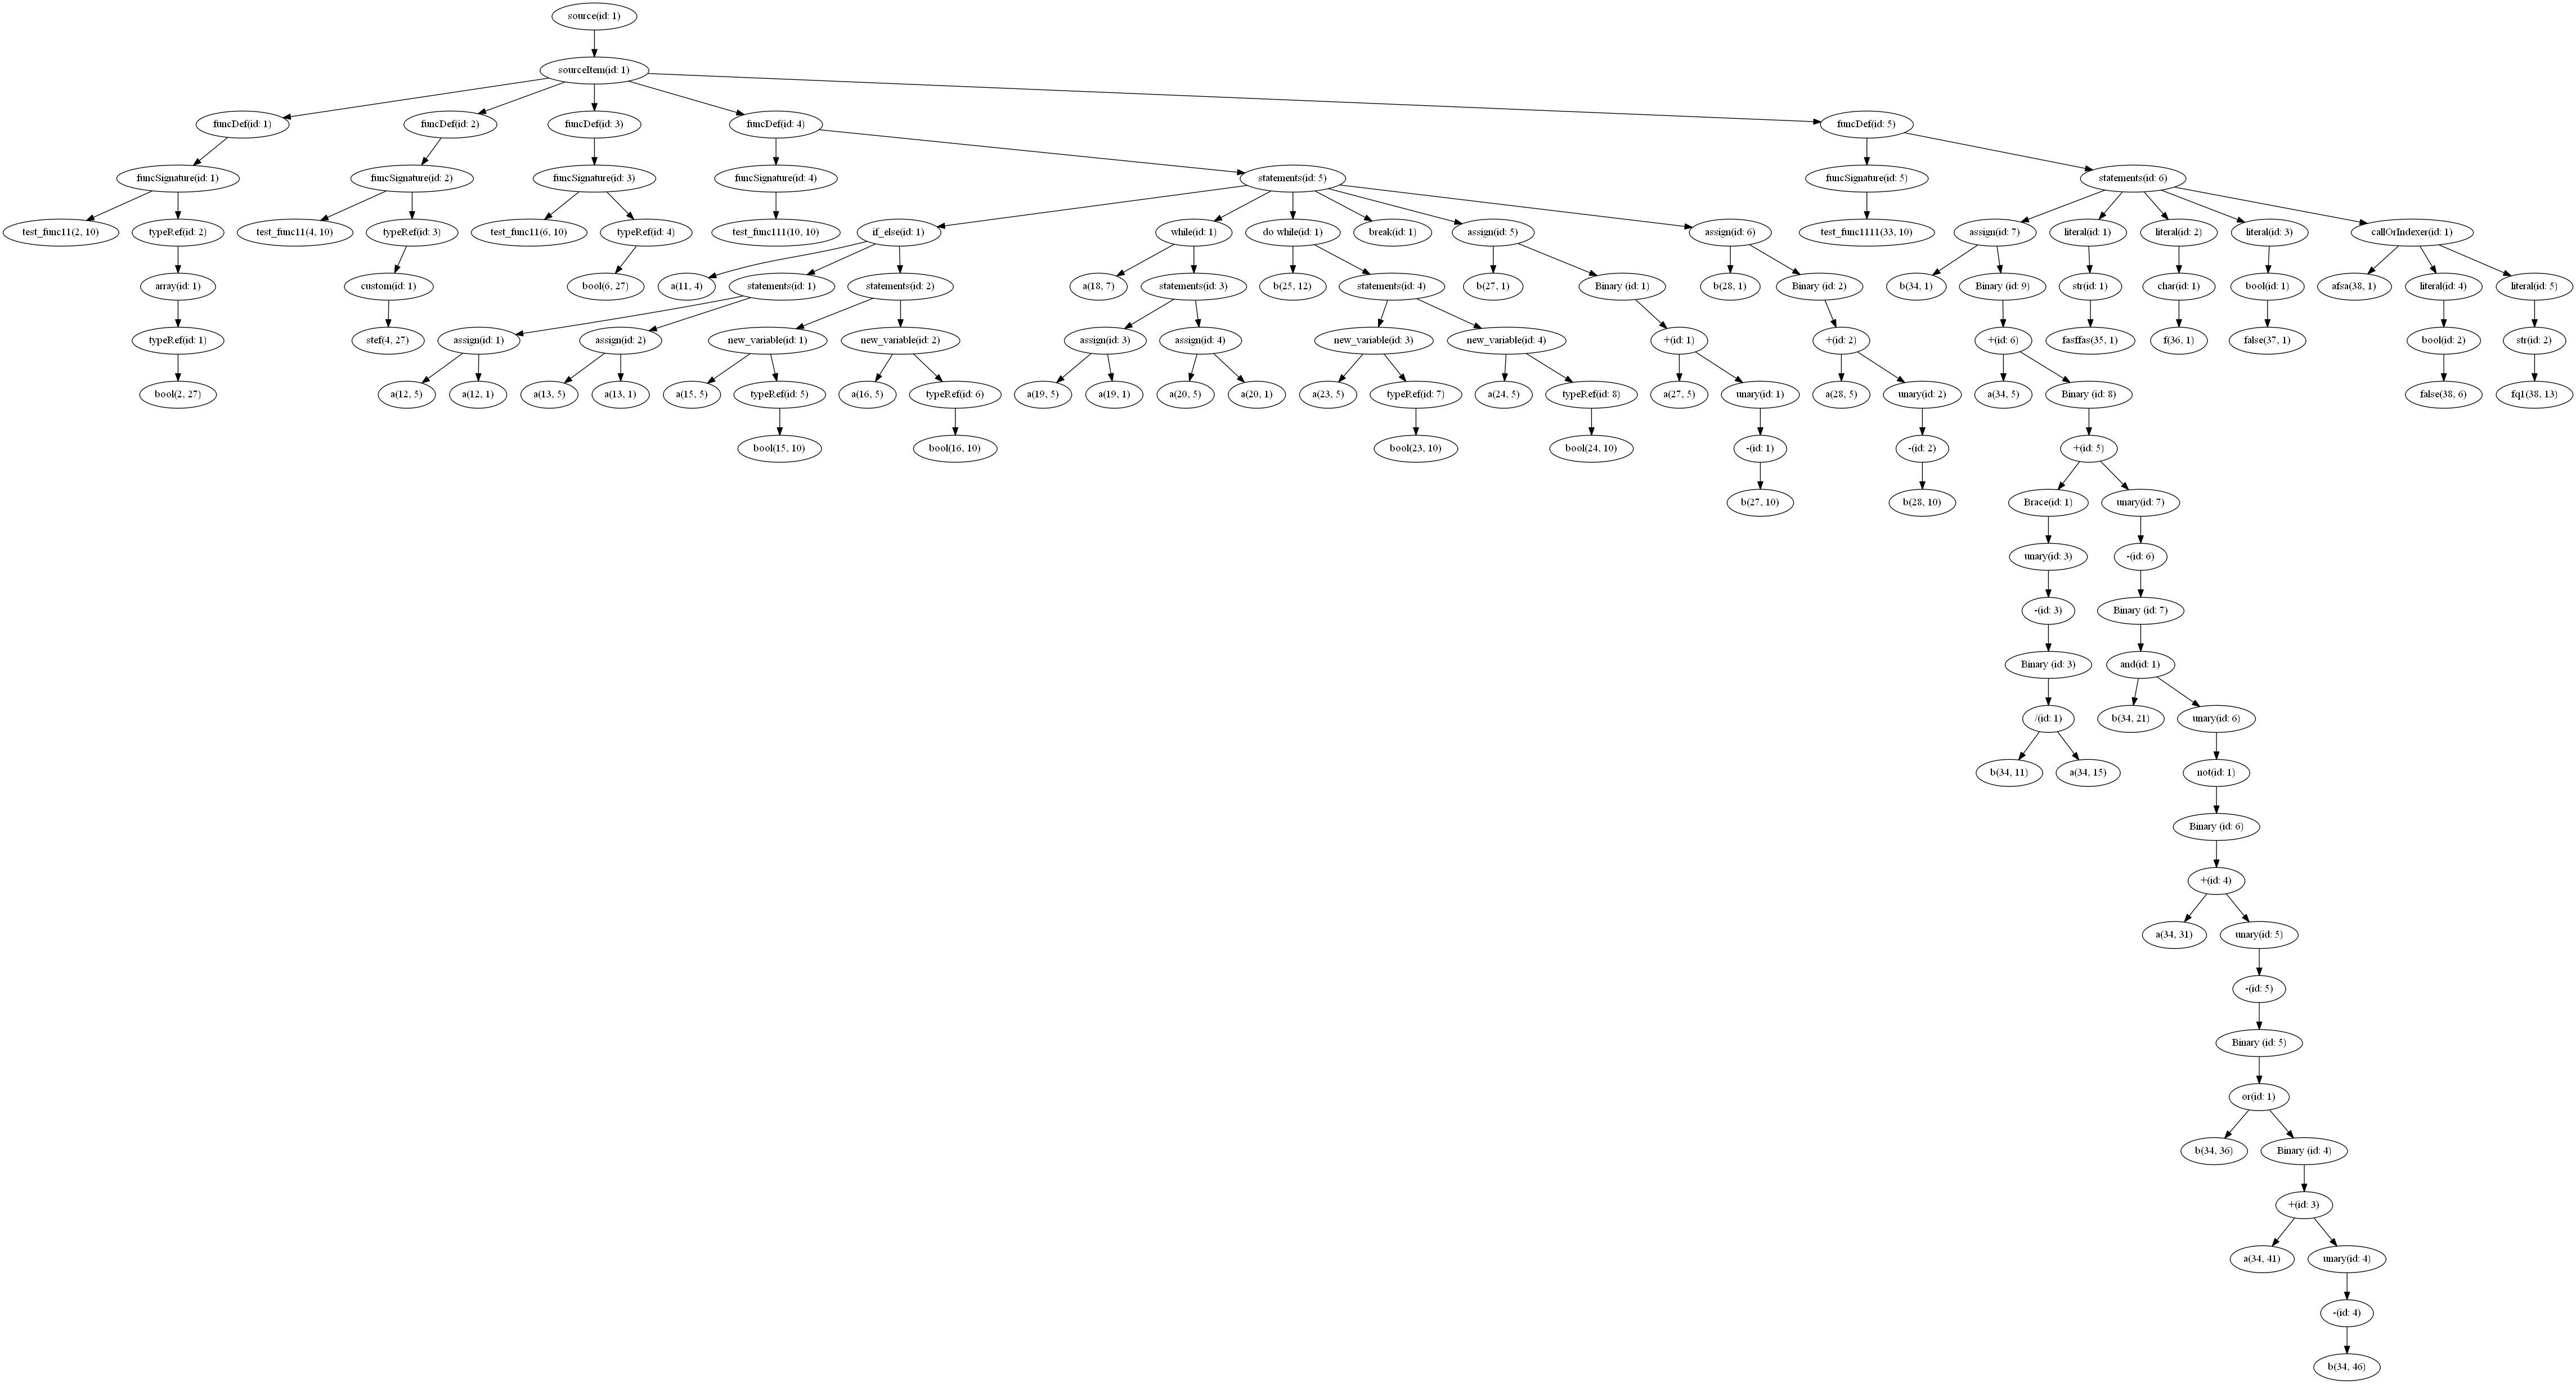 source(id: 1)
sourceItem(id: 1)
funcDef(id: 1)
funcDef(id: 2)
funcDef(id: 3)
funcDef(id: 4)
funcDef(id: 5)
funcSignature(id: 1)
funcSignature(id: 2)
funcSignature(id: 3)
funcSignature(id: 4)
statements(id: 5)
funcSignature(id: 5)
statements(id: 6)
test_func11(2, 10)
typeRef(id: 2)
test_func11(4, 10)
typeRef(id: 3)
test_func11(6, 10)
typeRef(id: 4)
test_func111(10, 10)
if_else(id: 1)
while(id: 1)
do while(id: 1)
break(id: 1)
assign(id: 5)
assign(id: 6)
test_func1111(33, 10)
assign(id: 7)
literal(id: 1)
literal(id: 2)
literal(id: 3)
callOrIndexer(id: 1)
array(id: 1)
custom(id: 1)
bool(6, 27)
a(11, 4)
statements(id: 1)
statements(id: 2)
a(18, 7)
statements(id: 3)
b(25, 12)
statements(id: 4)
b(27, 1)
Binary (id: 1)
b(28, 1)
Binary (id: 2)
b(34, 1)
Binary (id: 9)
str(id: 1)
char(id: 1)
bool(id: 1)
afsa(38, 1)
literal(id: 4)
literal(id: 5)
typeRef(id: 1)
stef(4, 27)
assign(id: 1)
assign(id: 2)
new_variable(id: 1)
new_variable(id: 2)
assign(id: 3)
assign(id: 4)
new_variable(id: 3)
new_variable(id: 4)
+(id: 1)
+(id: 2)
+(id: 6)
fasffas(35, 1)
f(36, 1)
false(37, 1)
bool(id: 2)
str(id: 2)
bool(2, 27)
a(12, 5)
a(12, 1)
a(13, 5)
a(13, 1)
a(15, 5)
typeRef(id: 5)
a(16, 5)
typeRef(id: 6)
a(19, 5)
a(19, 1)
a(20, 5)
a(20, 1)
a(23, 5)
typeRef(id: 7)
a(24, 5)
typeRef(id: 8)
a(27, 5)
unary(id: 1)
a(28, 5)
unary(id: 2)
a(34, 5)
Binary (id: 8)
false(38, 6)
fq1(38, 13)
bool(15, 10)
bool(16, 10)
bool(23, 10)
bool(24, 10)
-(id: 1)
-(id: 2)
+(id: 5)
b(27, 10)
b(28, 10)
Brace(id: 1)
unary(id: 7)
unary(id: 3)
-(id: 6)
-(id: 3)
Binary (id: 7)
Binary (id: 3)
and(id: 1)
/(id: 1)
b(34, 21)
unary(id: 6)
b(34, 11)
a(34, 15)
not(id: 1)
Binary (id: 6)
+(id: 4)
a(34, 31)
unary(id: 5)
-(id: 5)
Binary (id: 5)
or(id: 1)
b(34, 36)
Binary (id: 4)
+(id: 3)
a(34, 41)
unary(id: 4)
-(id: 4)
b(34, 46)